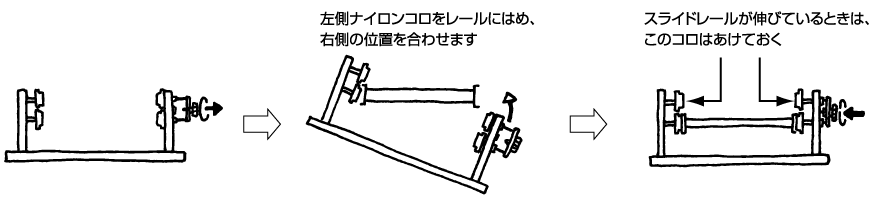 左側ナイロンコロをレールにはめ、
右側の位置を合わせます
スライドレールが伸びているときは、
このコロはあけておく